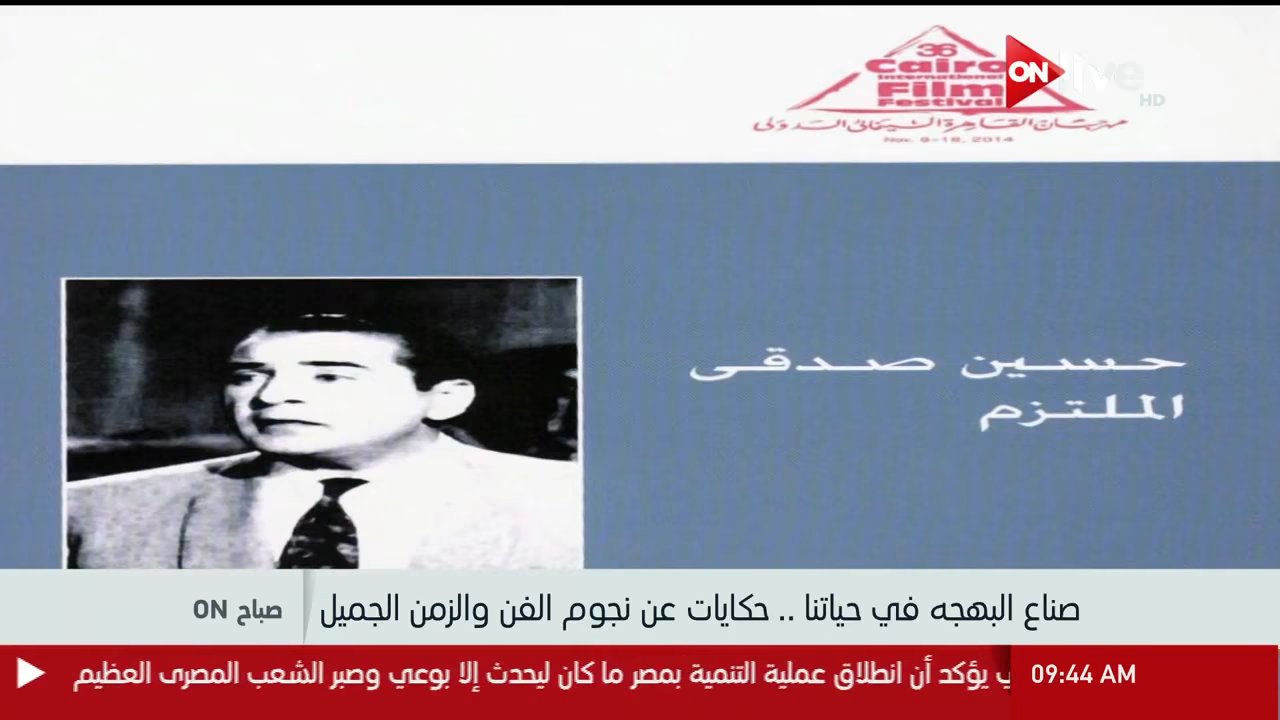 36
Cairo
International
Film
Festival
مهرجان القاهرة السينمائى الدولى
Nov. 9-18, 2014
ON live
HD
حسين صدقى
الملتزم
صناع البهجه في حياتنا .. حكايات عن نجوم الفن والزمن الجميل
صباح ON
ي يؤكد أن انطلاق عملية التنمية بمصر ما كان ليحدث إلا بوعي وصبر الشعب المصرى العظيم
09:44 AM